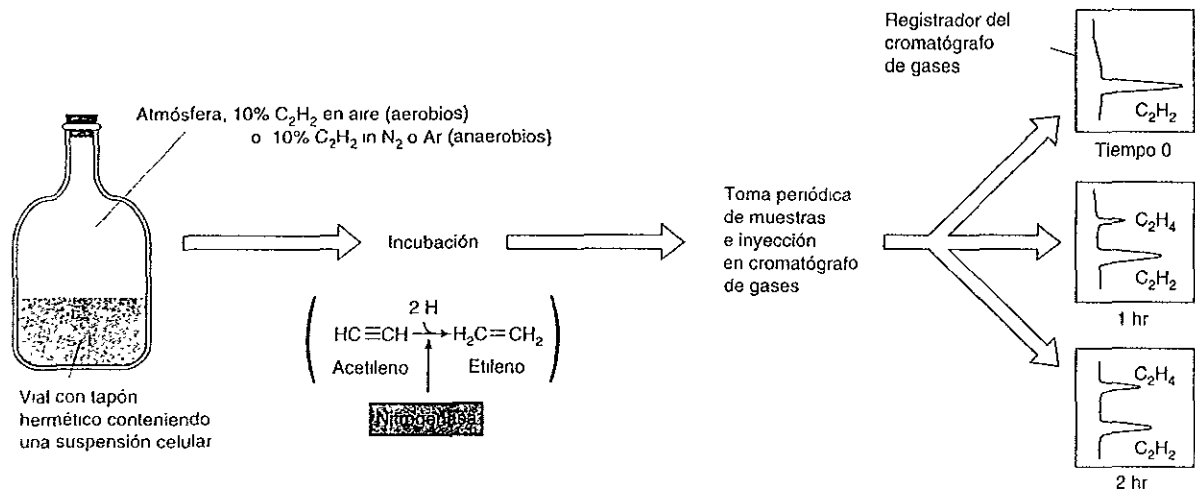 Registrador del
cromatógrafo
de gases
C₂H₂
Tiempo 0
Atmósfera, 10% C₂H₂ en aire (aerobios)
o 10% C₂H₂ in N₂ o Ar (anaerobios)
Incubación
Toma periódica
de muestras
e inyección
en cromatógrafo
de gases
C₂H₄
C₂H₂
1 hr
2 H
HC≡CH H₂C=CH₂
Acetileno Etileno
Nitrogenasa
Vial con tapón
hermético conteniendo
una suspensión celular
C₂H₄
C₂H₂
2 hr